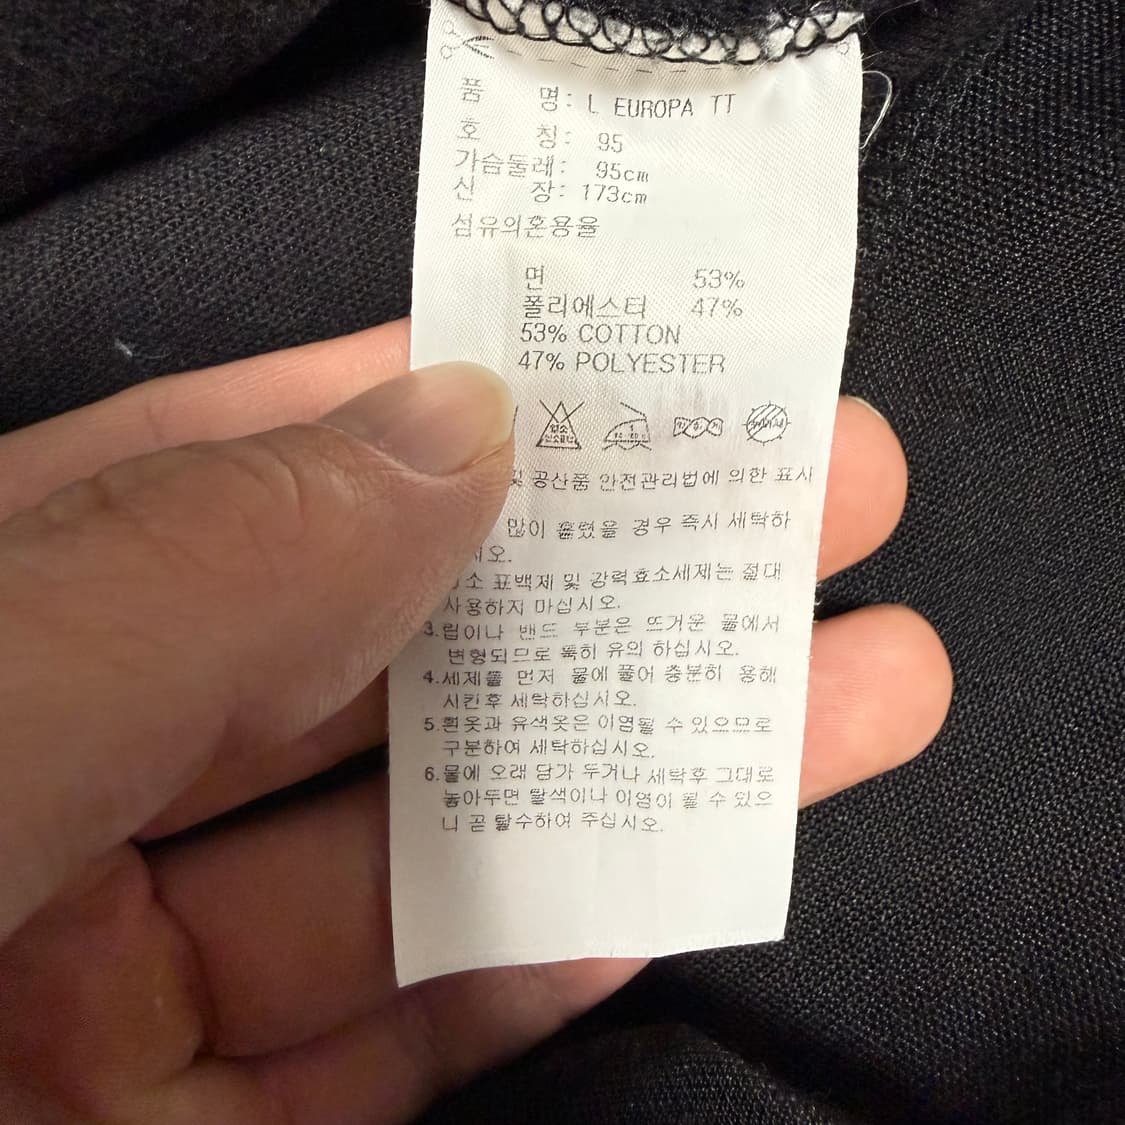 품 명: L EUROPA TT
호 칭: 95
가슴둘레: 95cm
신 장: 173cm
섬유의혼용율
면 53%
폴리에스터 47%
53% COTTON
47% POLYESTER
및 공산품 안전관리법에 의한 표시
많이 흘렸을 경우 즉시 세탁하
시오.
소 표백제 및 강력효소세제는 절대
사용하지 마십시오.
3.립이나 밴드 부분은 뜨거운 물에서
변형되므로 특히 유의 하십시오.
4.세제를 먼저 물에 풀어 충분히 용해
시킨후 세탁하십시오.
5.흰옷과 유색옷은 이염될 수 있으므로
구분하여 세탁하십시오.
6.물에 오래 담가 두거나 세탁후 그대로
놓아두면 탈색이나 이염이 될 수 있으
니 곧 탈수하여 주십시오.